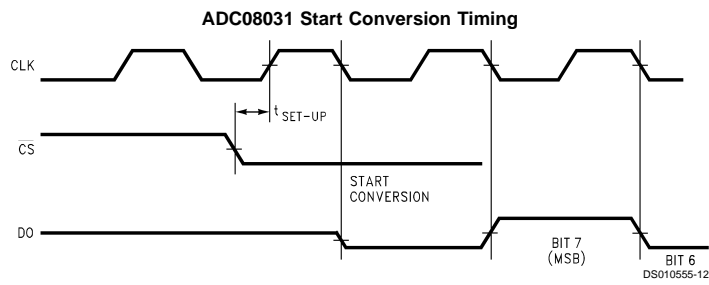 ADC08031 Start Conversion Timing
CLK
t SET-UP
CS
START
CONVERSION
DO
BIT 7
(MSB)
BIT 6
DS010555-12